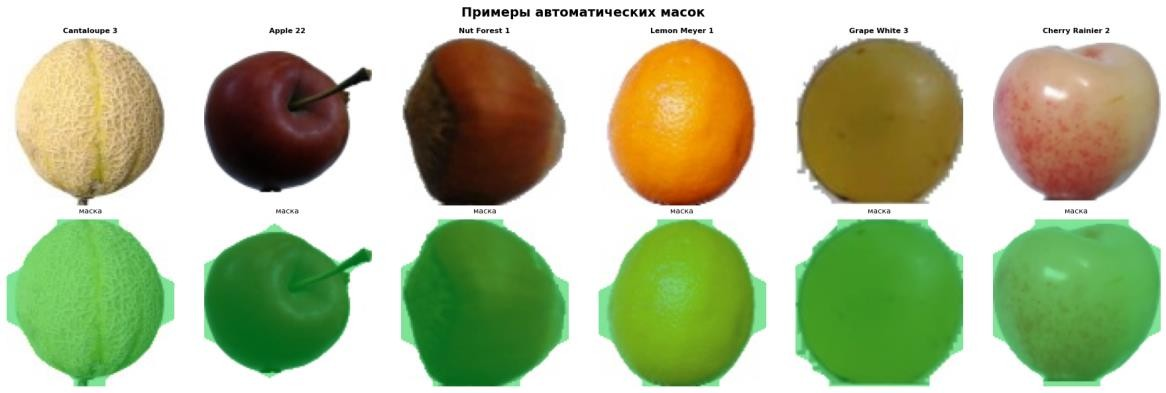 Примеры автоматических масок
Cantaloupe 3
Apple 22
Nut Forest 1
Lemon Meyer 1
Grape White 3
Cherry Rainier 2
маска
маска
маска
маска
маска
маска